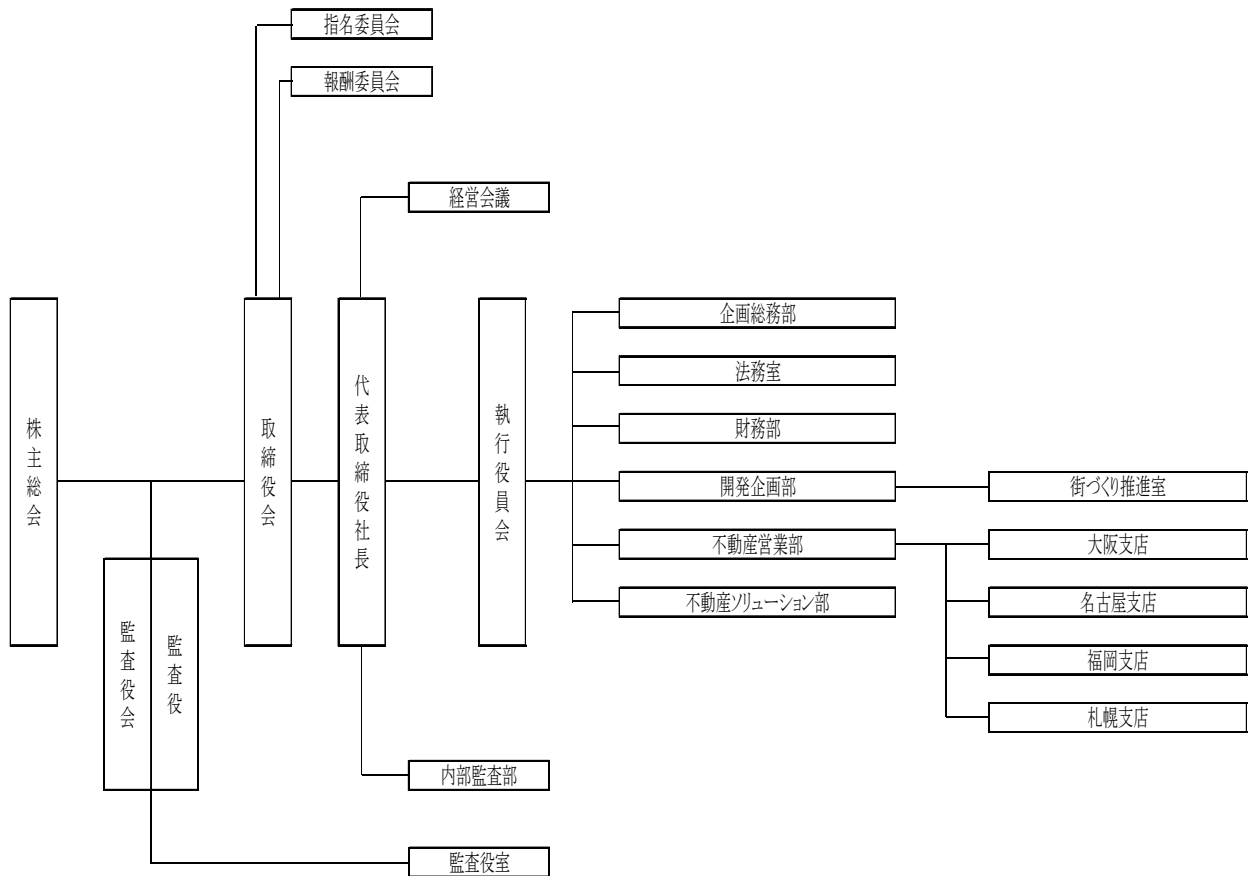 指名委員会
報酬委員会
経営会議
株主総会
監査役会
監査役
取締役会
代表取締役社長
執行役員会
企画総務部
法務室
財務部
開発企画部
街づくり推進室
不動産営業部
大阪支店
不動産ソリューション部
名古屋支店
福岡支店
札幌支店
内部監査部
監査役室